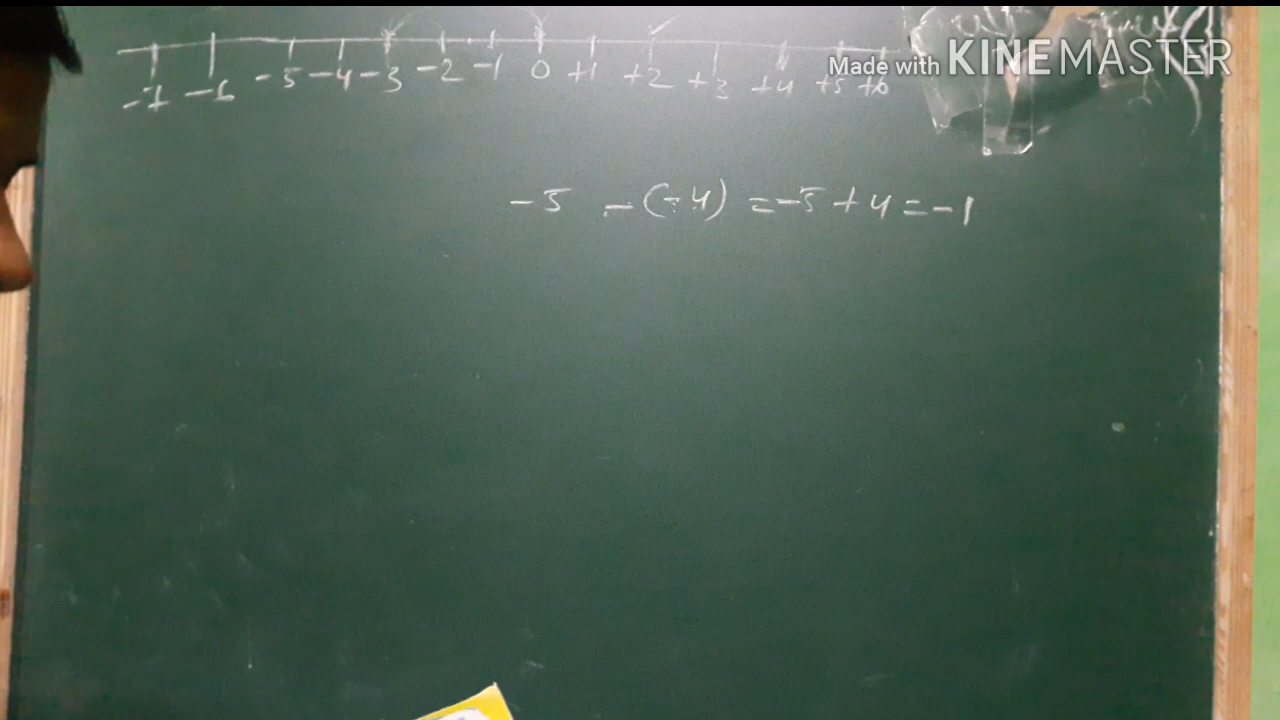 -7 -6 -5 -4 -3 -2 -1 0 +1 +2 +3 +4 +5 +6
Made with KINEMASTER
-5 -(-4) = -5 + 4 = -1